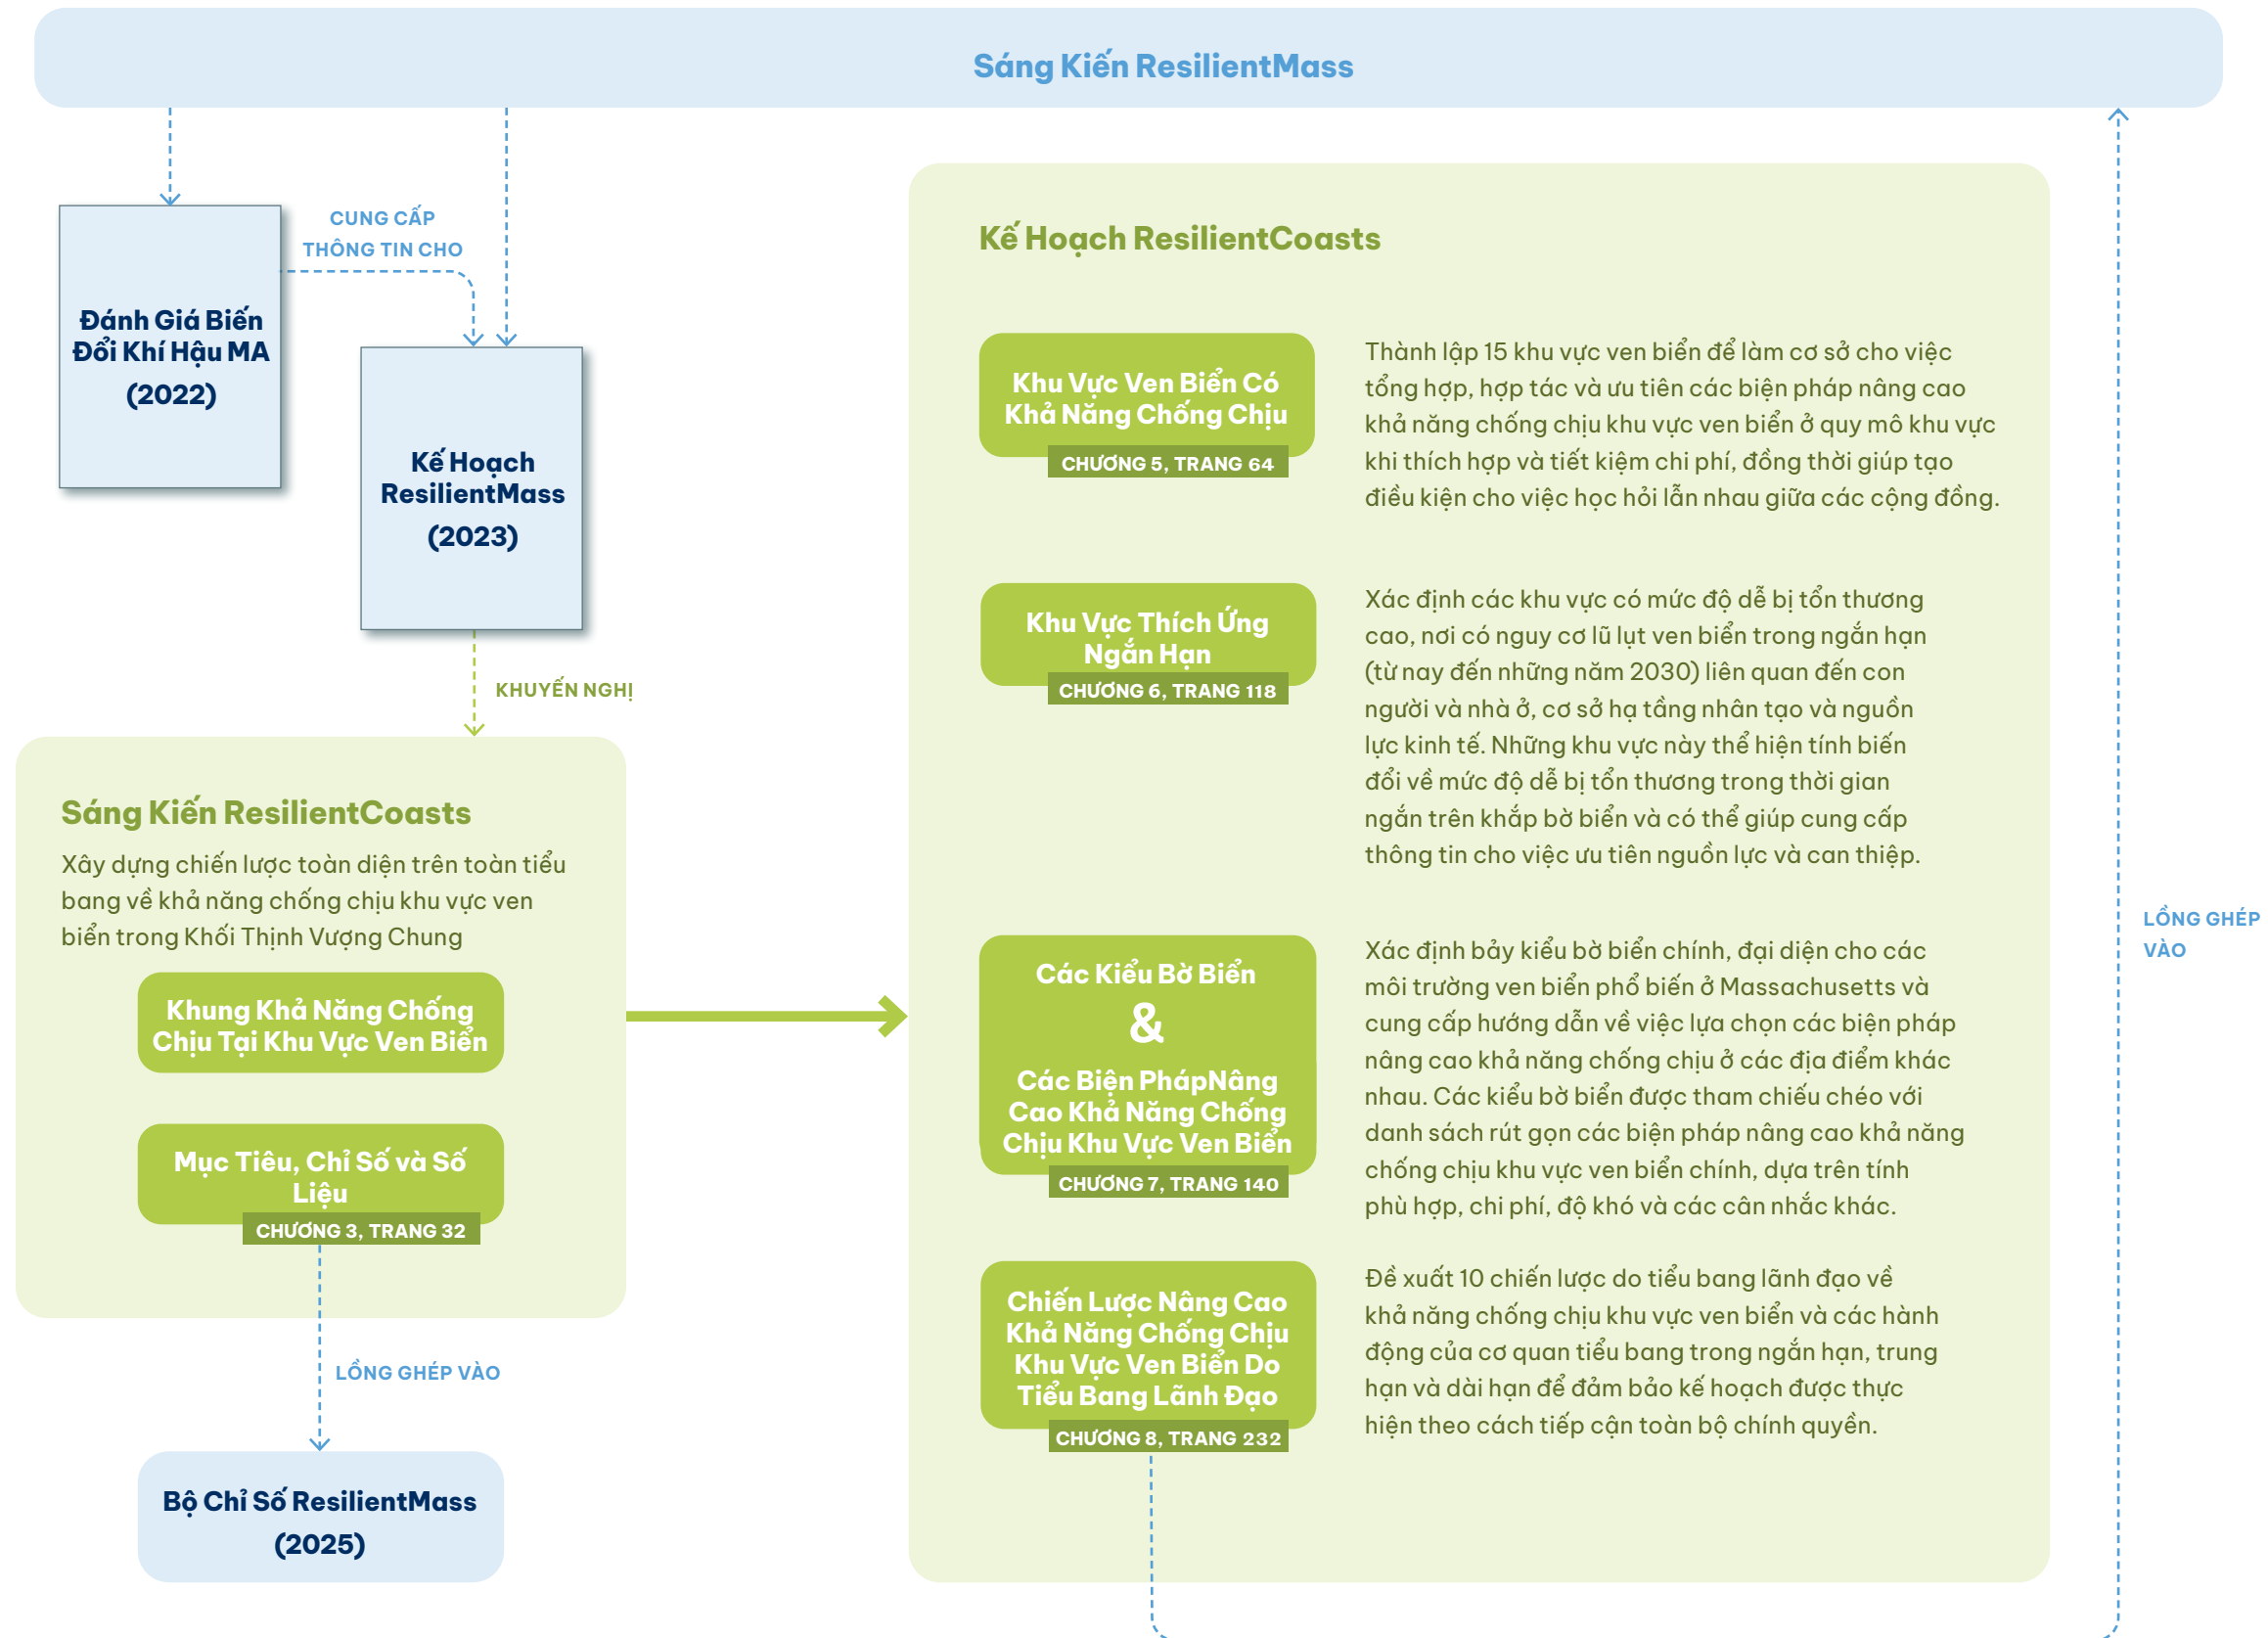 Sáng Kiến ResilientMass
CUNG CẤP
THÔNG TIN CHO
Đánh Giá Biến
Đổi Khí Hậu MA
(2022)
Kế Hoạch
ResilientMass
(2023)
KHUYẾN NGHỊ
Sáng Kiến ResilientCoasts
Xây dựng chiến lược toàn diện trên toàn tiểu
bang về khả năng chống chịu khu vực ven
biển trong Khối Thịnh Vượng Chung
Khung Khả Năng Chống
Chịu Tại Khu Vực Ven Biển
Mục Tiêu, Chỉ Số và Số
Liệu
CHƯƠNG 3, TRANG 32
LỒNG GHÉP VÀO
Bộ Chỉ Số ResilientMass
(2025)
Kế Hoạch ResilientCoasts
Khu Vực Ven Biển Có
Khả Năng Chống Chịu
CHƯƠNG 5, TRANG 64
Thành lập 15 khu vực ven biển để làm cơ sở cho việc
tổng hợp, hợp tác và ưu tiên các biện pháp nâng cao
khả năng chống chịu khu vực ven biển ở quy mô khu vực
khi thích hợp và tiết kiệm chi phí, đồng thời giúp tạo
điều kiện cho việc học hỏi lẫn nhau giữa các cộng đồng.
Khu Vực Thích Ứng
Ngắn Hạn
CHƯƠNG 6, TRANG 118
Xác định các khu vực có mức độ dễ bị tổn thương
cao, nơi có nguy cơ lũ lụt ven biển trong ngắn hạn
(từ nay đến những năm 2030) liên quan đến con
người và nhà ở, cơ sở hạ tầng nhân tạo và nguồn
lực kinh tế. Những khu vực này thể hiện tính biến
đổi về mức độ dễ bị tổn thương trong thời gian
ngắn trên khắp bờ biển và có thể giúp cung cấp
thông tin cho việc ưu tiên nguồn lực và can thiệp.
Các Kiểu Bờ Biển
&
Các Biện PhápNâng
Cao Khả Năng Chống
Chịu Khu Vực Ven Biển
CHƯƠNG 7, TRANG 140
Xác định bảy kiểu bờ biển chính, đại diện cho các
môi trường ven biển phổ biến ở Massachusetts và
cung cấp hướng dẫn về việc lựa chọn các biện pháp
nâng cao khả năng chống chịu ở các địa điểm khác
nhau. Các kiểu bờ biển được tham chiếu chéo với
danh sách rút gọn các biện pháp nâng cao khả năng
chống chịu khu vực ven biển chính, dựa trên tính
phù hợp, chi phí, độ khó và các cân nhắc khác.
Chiến Lược Nâng Cao
Khả Năng Chống Chịu
Khu Vực Ven Biển Do
Tiểu Bang Lãnh Đạo
CHƯƠNG 8, TRANG 232
Đề xuất 10 chiến lược do tiểu bang lãnh đạo về
khả năng chống chịu khu vực ven biển và các hành
động của cơ quan tiểu bang trong ngắn hạn, trung
hạn và dài hạn để đảm bảo kế hoạch được thực
hiện theo cách tiếp cận toàn bộ chính quyền.
LỒNG GHÉP
VÀO